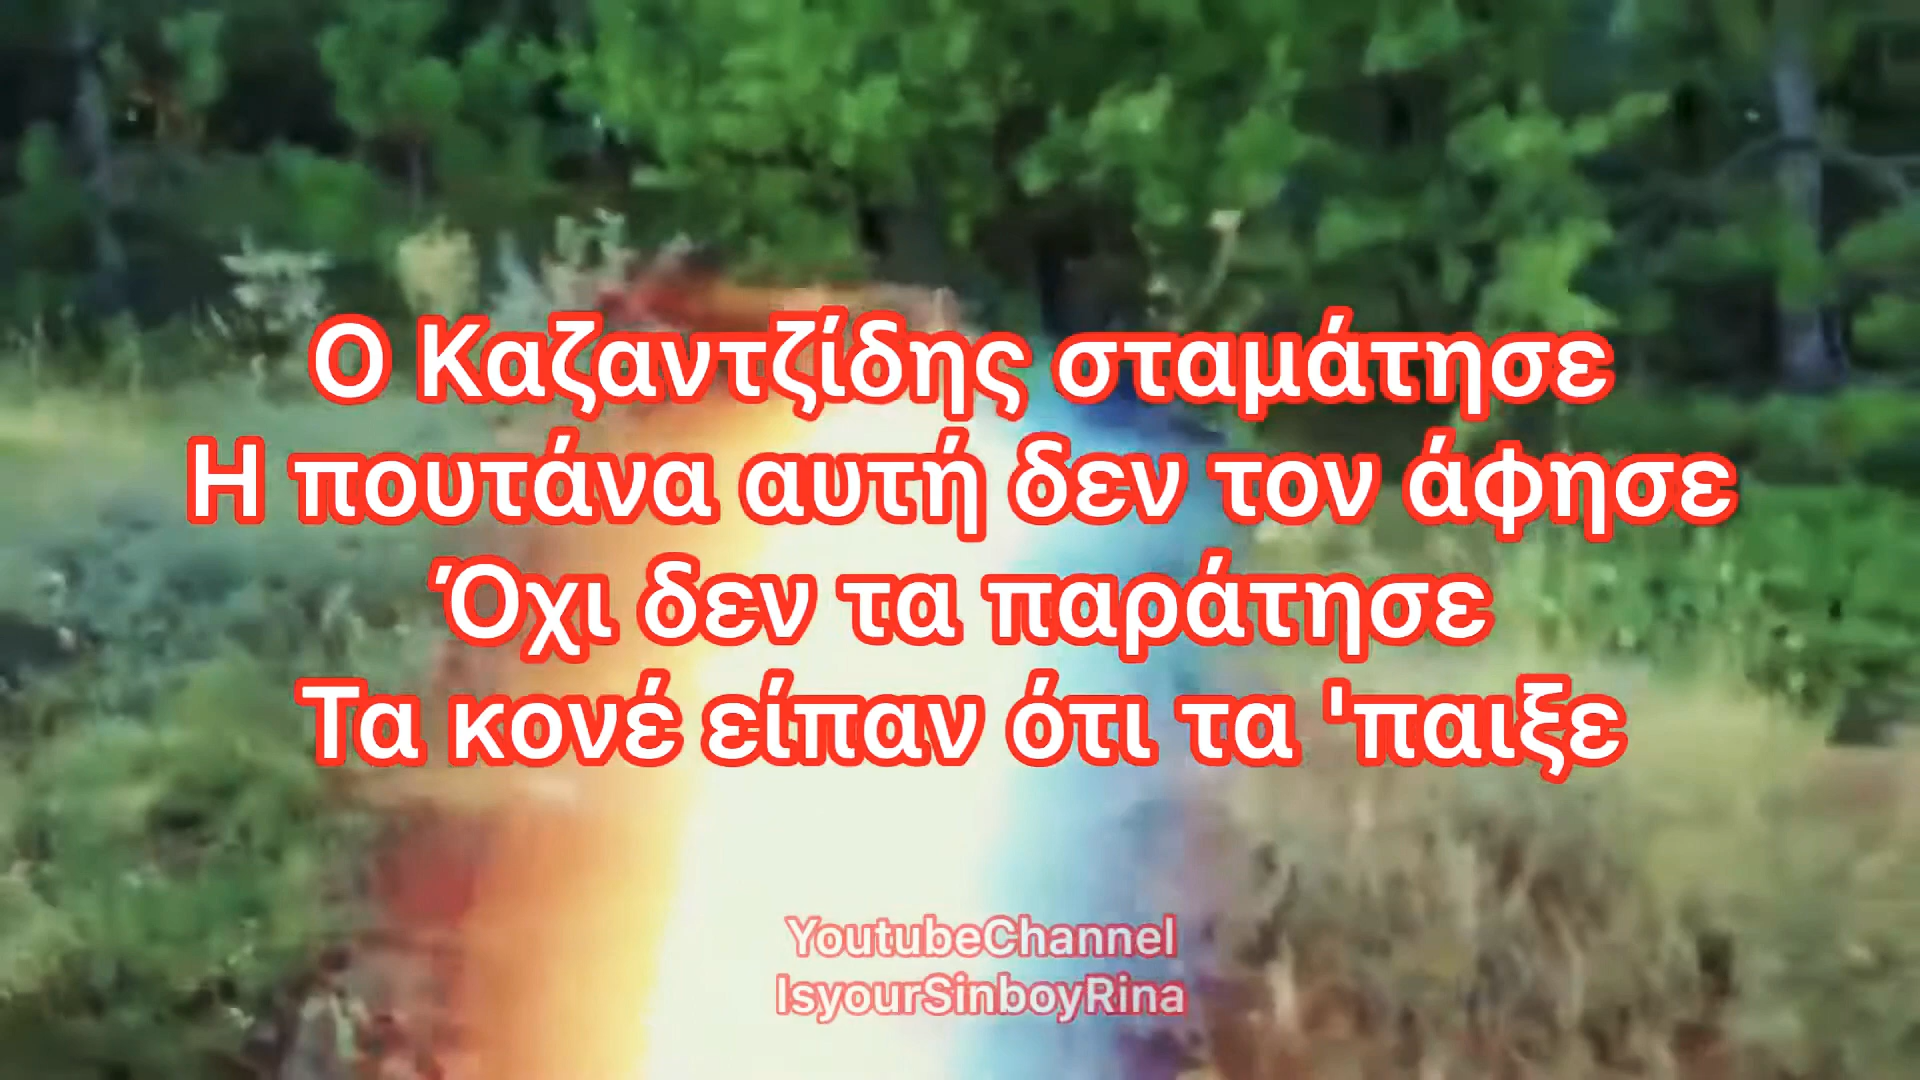 Ο Καζαντζίδης σταμάτησε
Η πουτάνα αυτή δεν τον άφησε
Όχι δεν τα παράτησε
Τα κονέ είπαν ότι τα 'παιξε
YoutubeChannel
IsyourSinboyRina